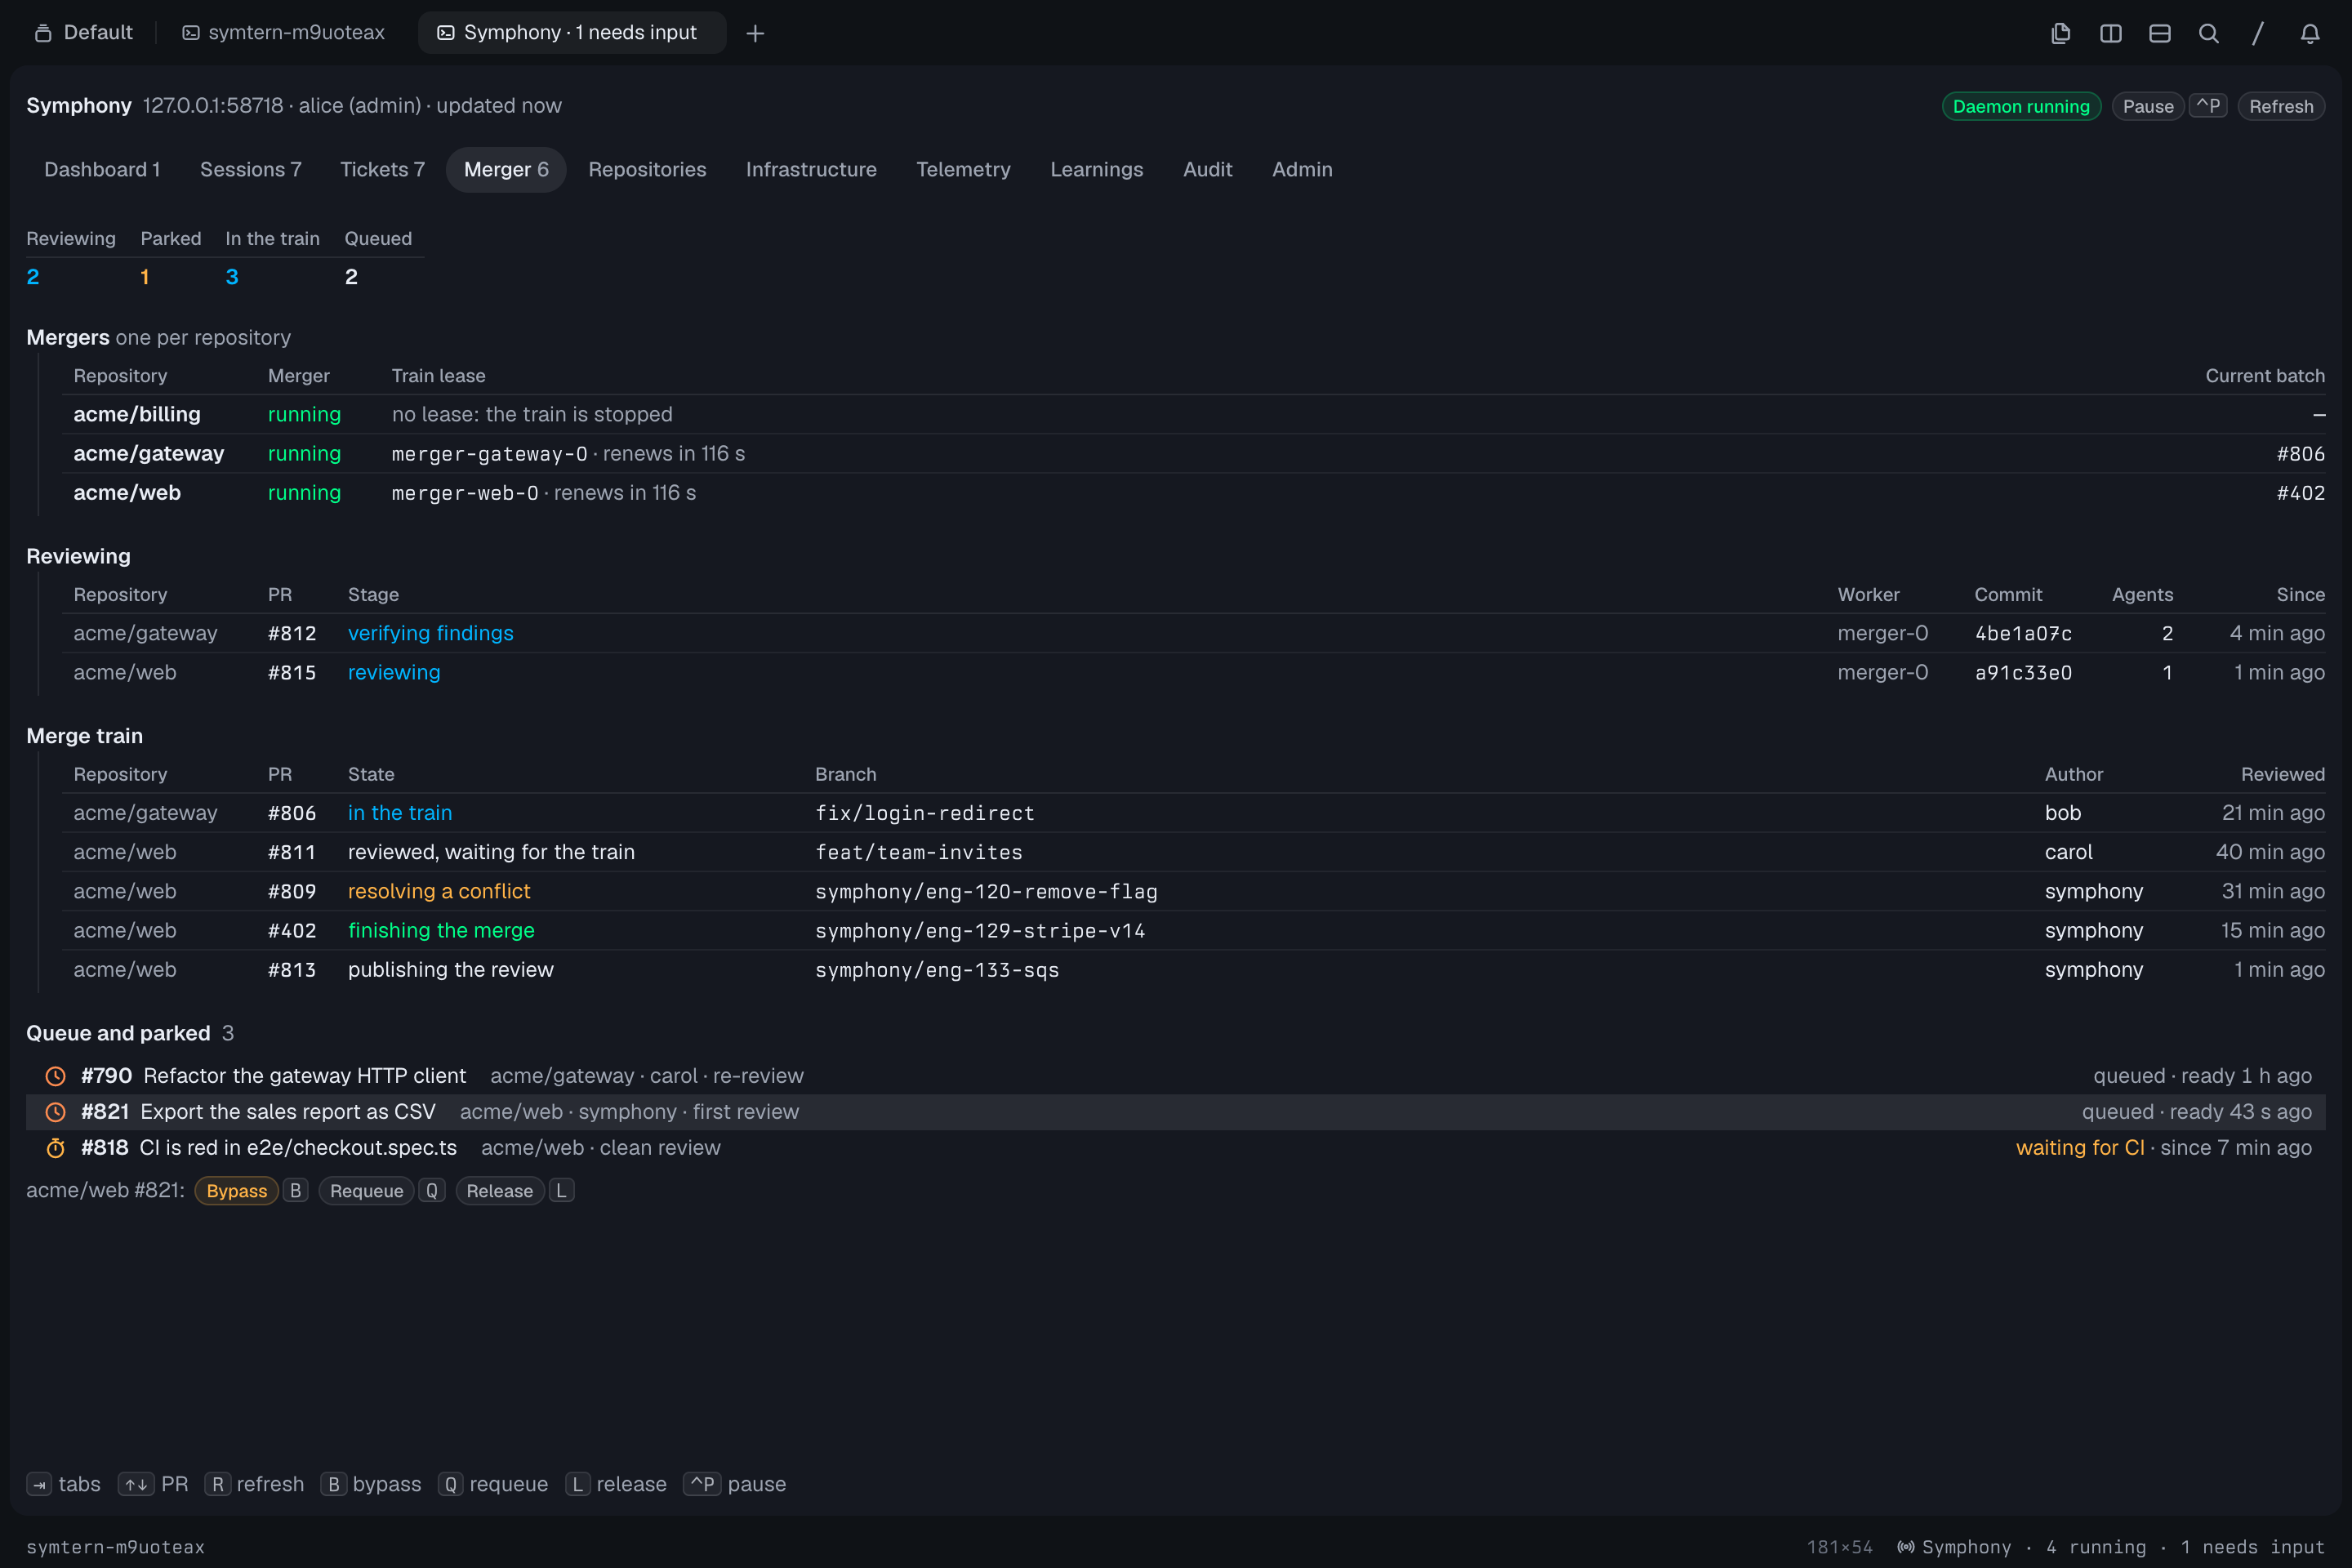 Default symtern-m9uoteax Symphony · 1 needs input
Symphony 127.0.0.1:58718 · alice (admin) · updated now Daemon running Pause ^P Refresh
Dashboard 1 Sessions 7 Tickets 7 Merger 6 Repositories Infrastructure Telemetry Learnings Audit Admin
Reviewing Parked In the train Queued
2 1 3 2
Mergers one per repository
Repository Merger Train lease Current batch
acme/billing running no lease: the train is stopped –
acme/gateway running merger-gateway-0 · renews in 116 s #806
acme/web running merger-web-0 · renews in 116 s #402
Reviewing
Repository PR Stage Worker Commit Agents Since
acme/gateway #812 verifying findings merger-0 4be1a07c 2 4 min ago
acme/web #815 reviewing merger-0 a91c33e0 1 1 min ago
Merge train
Repository PR State Branch Author Reviewed
acme/gateway #806 in the train fix/login-redirect bob 21 min ago
acme/web #811 reviewed, waiting for the train feat/team-invites carol 40 min ago
acme/web #809 resolving a conflict symphony/eng-120-remove-flag symphony 31 min ago
acme/web #402 finishing the merge symphony/eng-129-stripe-v14 symphony 15 min ago
acme/web #813 publishing the review symphony/eng-133-sqs symphony 1 min ago
Queue and parked 3
#790 Refactor the gateway HTTP client acme/gateway · carol · re-review queued · ready 1 h ago
#821 Export the sales report as CSV acme/web · symphony · first review queued · ready 43 s ago
#818 CI is red in e2e/checkout.spec.ts acme/web · clean review waiting for CI · since 7 min ago
acme/web #821: Bypass B Requeue Q Release L
⇥ tabs ↑↓ PR R refresh B bypass Q requeue L release ^P pause
symtern-m9uoteax 181×54 Symphony · 4 running · 1 needs input